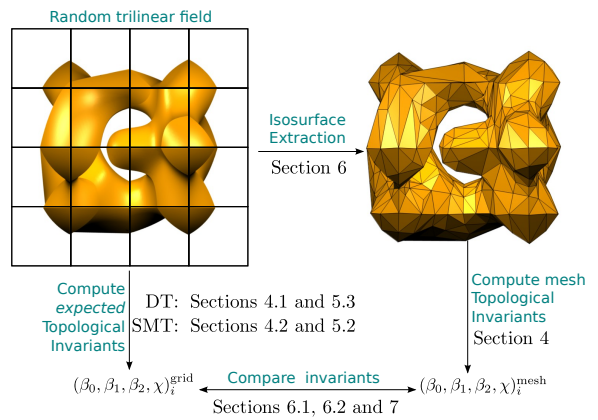 Random trilinear field
Isosurface
Extraction
Section 6
Compute
expected
Topological
Invariants
DT: Sections 4.1 and 5.3
SMT: Sections 4.2 and 5.2
Compute mesh
Topological
Invariants
Section 4
(β₀, β₁, β₂, χ)ᵢᵍʳⁱᵈ
Compare invariants
(β₀, β₁, β₂, χ)ᵢᵐᵉˢʰ
Sections 6.1, 6.2 and 7